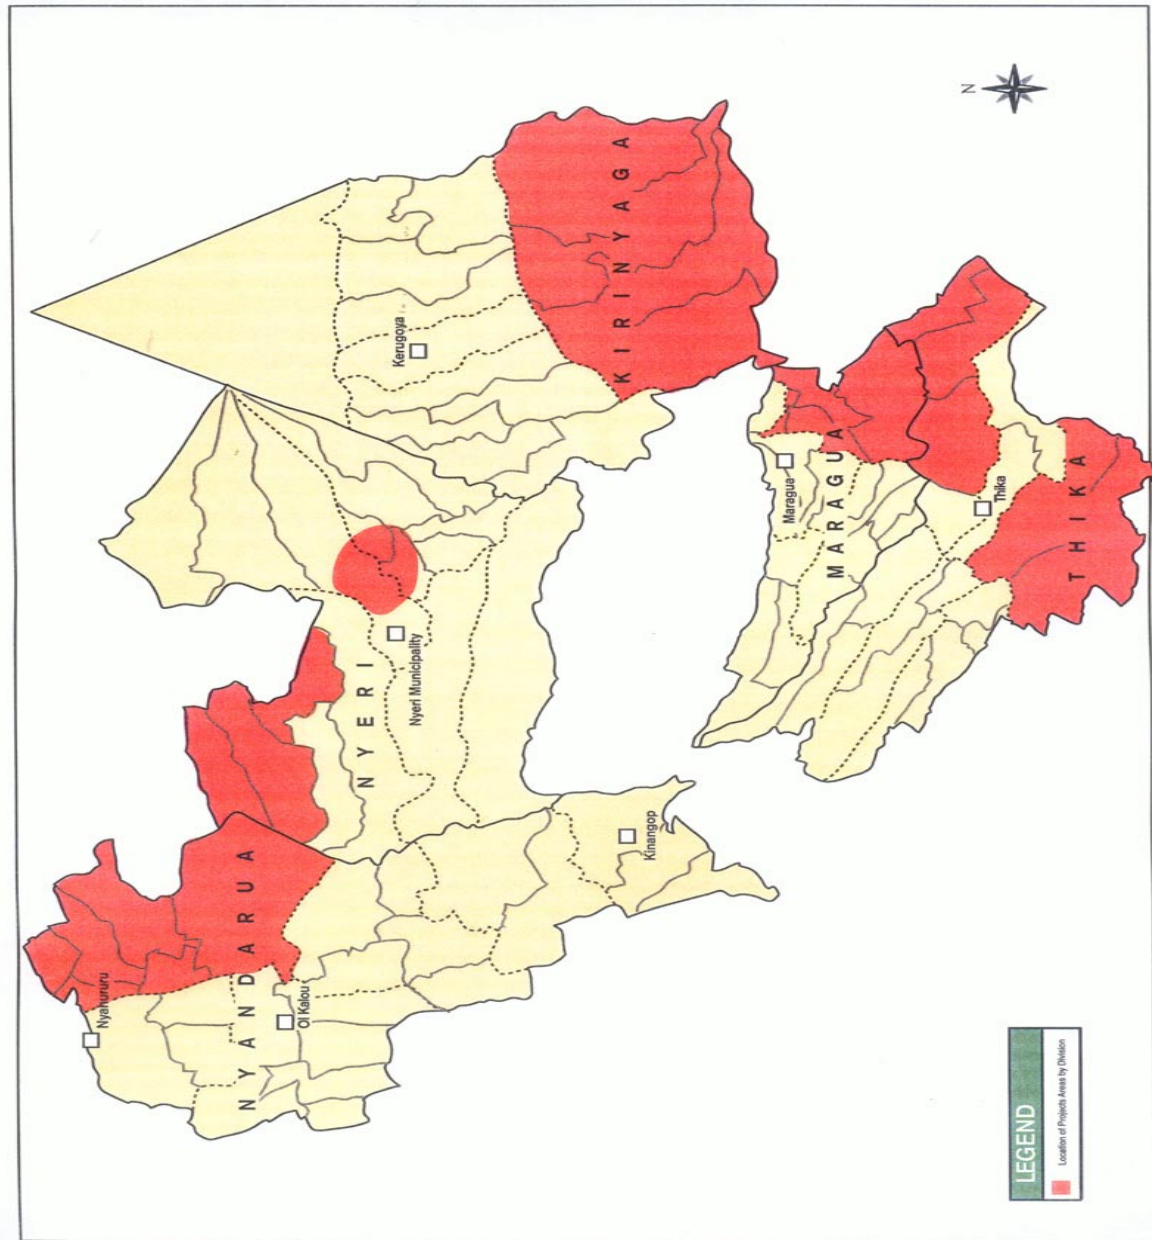 N
KIRINYAGA
Kerugoya
Maragua
MARAGUA
Thika
THIKA
NYERI
Nyeri Municipality
Kinangop
NYANDARUA
Nyahururu
Ol Kalou
LEGEND
Location of Projects Areas by Division